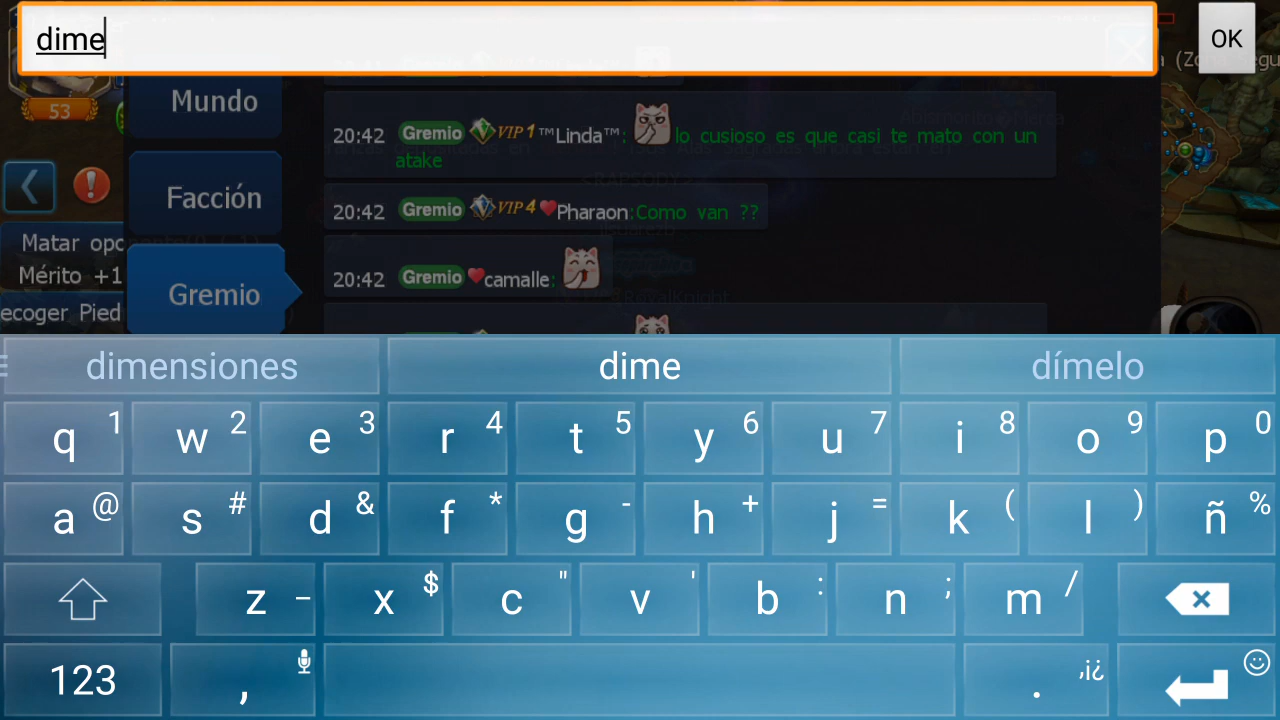 dime
OK
53
Mundo
20:42 Gremio VIP 1 ™Linda™: lo cusioso es que casi te mato con un
atake
Facción
20:42 Gremio VIP 4 Pharaon:Como van ??
Matar opo
Mérito +1
20:42 Gremio camalle:
Gremio
ecoger Pied
dimensiones dime dímelo
q 1 w 2 e 3 r 4 t 5 y 6 u 7 i 8 o 9 p 0
a @ s # d & f * g - h + j = k ( l ) ñ %
z _ x $ c " v ' b : n ; m /
123 , . ,¡¿